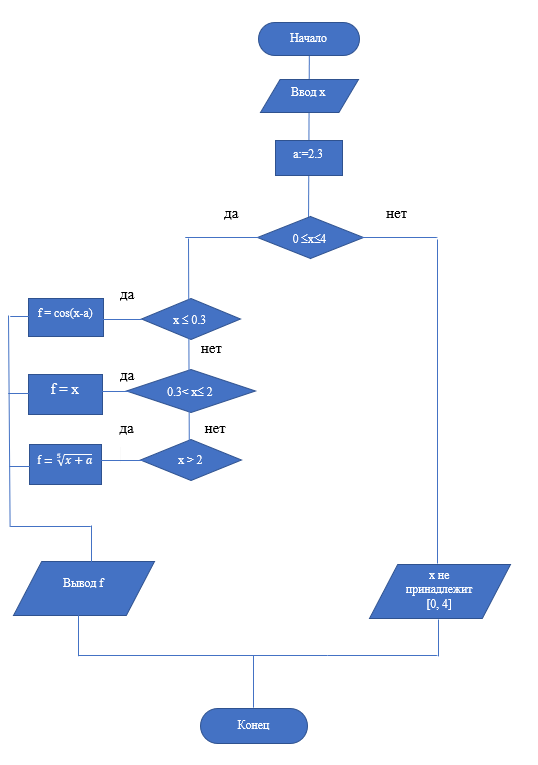 Начало
Ввод x
a:=2.3
да
нет
0 ≤x≤4
да
f = cos(x-a)
x ≤ 0.3
нет
да
f = x
0.3< x≤ 2
да
нет
f = ⁵√(x + a)
x > 2
Вывод f
x не
принадлежит
[0, 4]
Конец